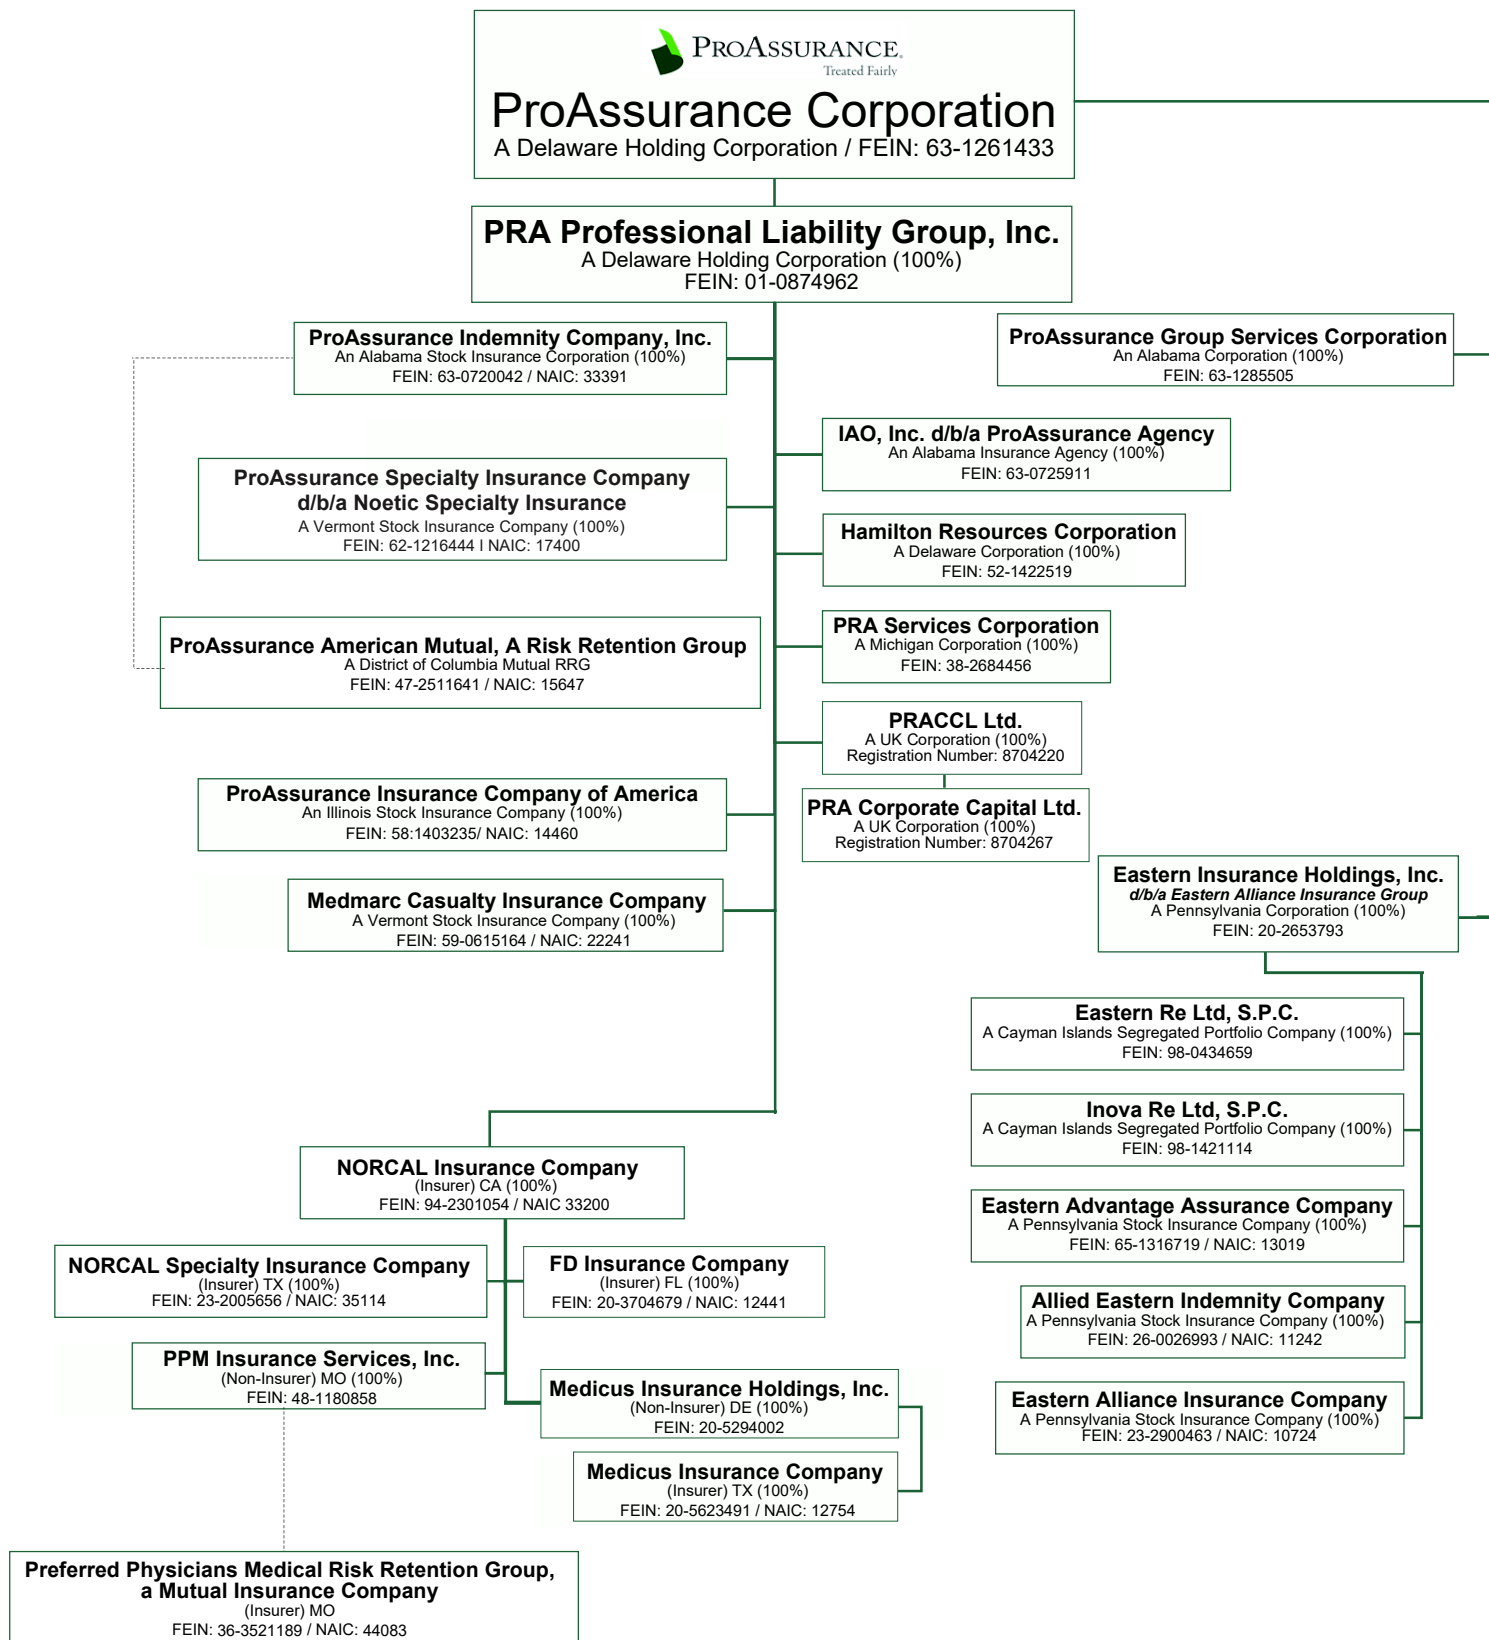 PROASSURANCE.
Treated Fairly
ProAssurance Corporation
A Delaware Holding Corporation / FEIN: 63-1261433
PRA Professional Liability Group, Inc.
A Delaware Holding Corporation (100%)
FEIN: 01-0874962
ProAssurance Indemnity Company, Inc.
An Alabama Stock Insurance Corporation (100%)
FEIN: 63-0720042 / NAIC: 33391
ProAssurance Group Services Corporation
An Alabama Corporation (100%)
FEIN: 63-1285505
IAO, Inc. d/b/a ProAssurance Agency
An Alabama Insurance Agency (100%)
FEIN: 63-0725911
ProAssurance Specialty Insurance Company
d/b/a Noetic Specialty Insurance
A Vermont Stock Insurance Company (100%)
FEIN: 62-1216444 I NAIC: 17400
Hamilton Resources Corporation
A Delaware Corporation (100%)
FEIN: 52-1422519
ProAssurance American Mutual, A Risk Retention Group
A District of Columbia Mutual RRG
FEIN: 47-2511641 / NAIC: 15647
PRA Services Corporation
A Michigan Corporation (100%)
FEIN: 38-2684456
PRACCL Ltd.
A UK Corporation (100%)
Registration Number: 8704220
ProAssurance Insurance Company of America
An Illinois Stock Insurance Company (100%)
FEIN: 58:1403235/ NAIC: 14460
PRA Corporate Capital Ltd.
A UK Corporation (100%)
Registration Number: 8704267
Medmarc Casualty Insurance Company
A Vermont Stock Insurance Company (100%)
FEIN: 59-0615164 / NAIC: 22241
Eastern Insurance Holdings, Inc.
d/b/a Eastern Alliance Insurance Group
A Pennsylvania Corporation (100%)
FEIN: 20-2653793
Eastern Re Ltd, S.P.C.
A Cayman Islands Segregated Portfolio Company (100%)
FEIN: 98-0434659
Inova Re Ltd, S.P.C.
A Cayman Islands Segregated Portfolio Company (100%)
FEIN: 98-1421114
Eastern Advantage Assurance Company
A Pennsylvania Stock Insurance Company (100%)
FEIN: 65-1316719 / NAIC: 13019
Allied Eastern Indemnity Company
A Pennsylvania Stock Insurance Company (100%)
FEIN: 26-0026993 / NAIC: 11242
Eastern Alliance Insurance Company
A Pennsylvania Stock Insurance Company (100%)
FEIN: 23-2900463 / NAIC: 10724
NORCAL Insurance Company
(Insurer) CA (100%)
FEIN: 94-2301054 / NAIC 33200
NORCAL Specialty Insurance Company
(Insurer) TX (100%)
FEIN: 23-2005656 / NAIC: 35114
FD Insurance Company
(Insurer) FL (100%)
FEIN: 20-3704679 / NAIC: 12441
PPM Insurance Services, Inc.
(Non-Insurer) MO (100%)
FEIN: 48-1180858
Medicus Insurance Holdings, Inc.
(Non-Insurer) DE (100%)
FEIN: 20-5294002
Medicus Insurance Company
(Insurer) TX (100%)
FEIN: 20-5623491 / NAIC: 12754
Preferred Physicians Medical Risk Retention Group,
a Mutual Insurance Company
(Insurer) MO
FEIN: 36-3521189 / NAIC: 44083